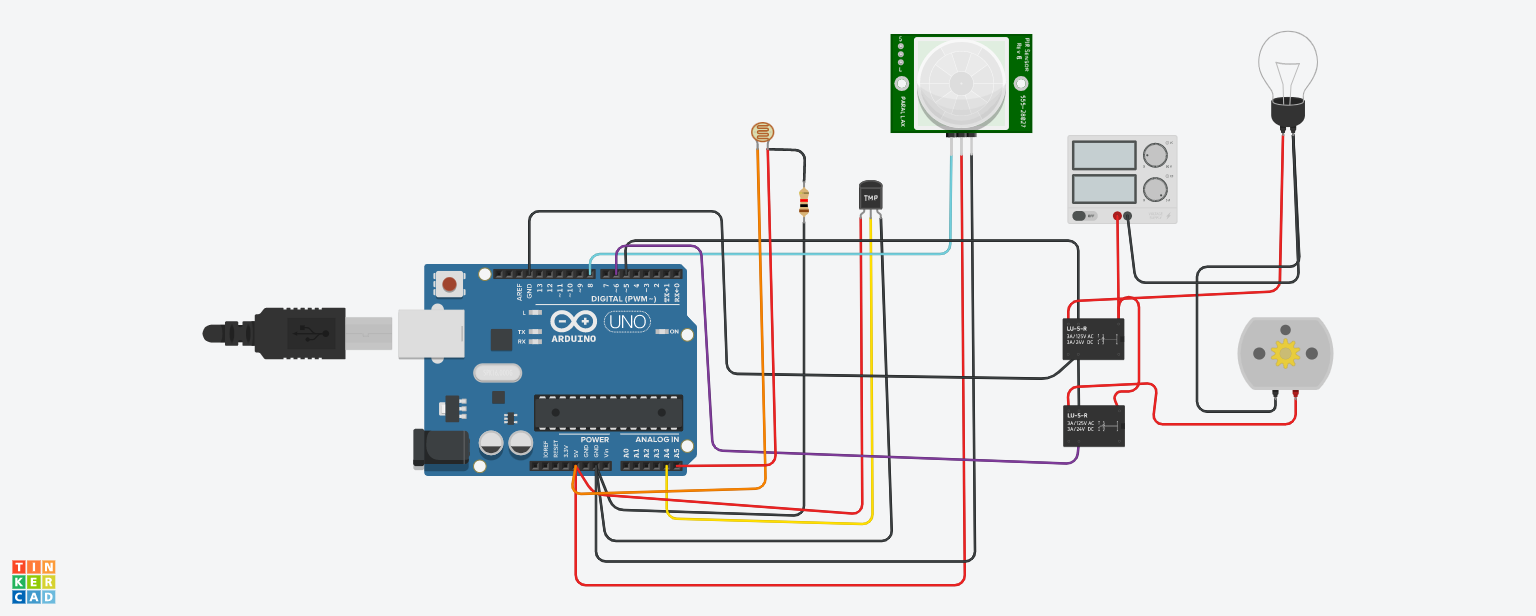 S
L
PIR Sensor
Rev B
PARALLAX
555-28027
TMP
OFF
AREF
GND
13
12
~11
~10
~9
8
7
~6
~5
4
~3
2
TX→1
RX←0
DIGITAL (PWM~)
L
TX
RX
ARDUINO
UNO
ON
LU-5-R
3A/125V AC
3A/24V DC
LU-5-R
3A/125V AC
3A/24V DC
POWER
ANALOG IN
IOREF
RESET
3.3V
5V
GND
GND
Vin
A0
A1
A2
A3
A4
A5
TIN
KER
CAD